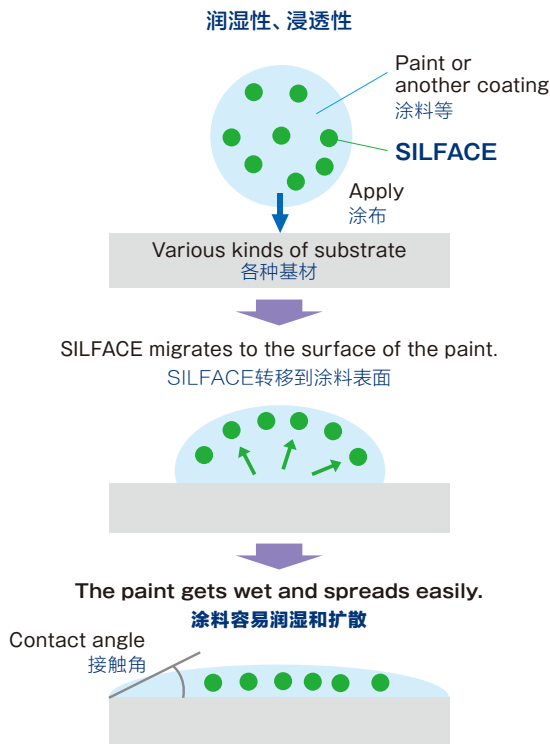 润湿性、浸透性
Paint or
another coating
涂料等
SILFACE
Apply
涂布
Various kinds of substrate
各种基材
SILFACE migrates to the surface of the paint.
SILFACE转移到涂料表面
The paint gets wet and spreads easily.
涂料容易润湿和扩散
Contact angle
接触角